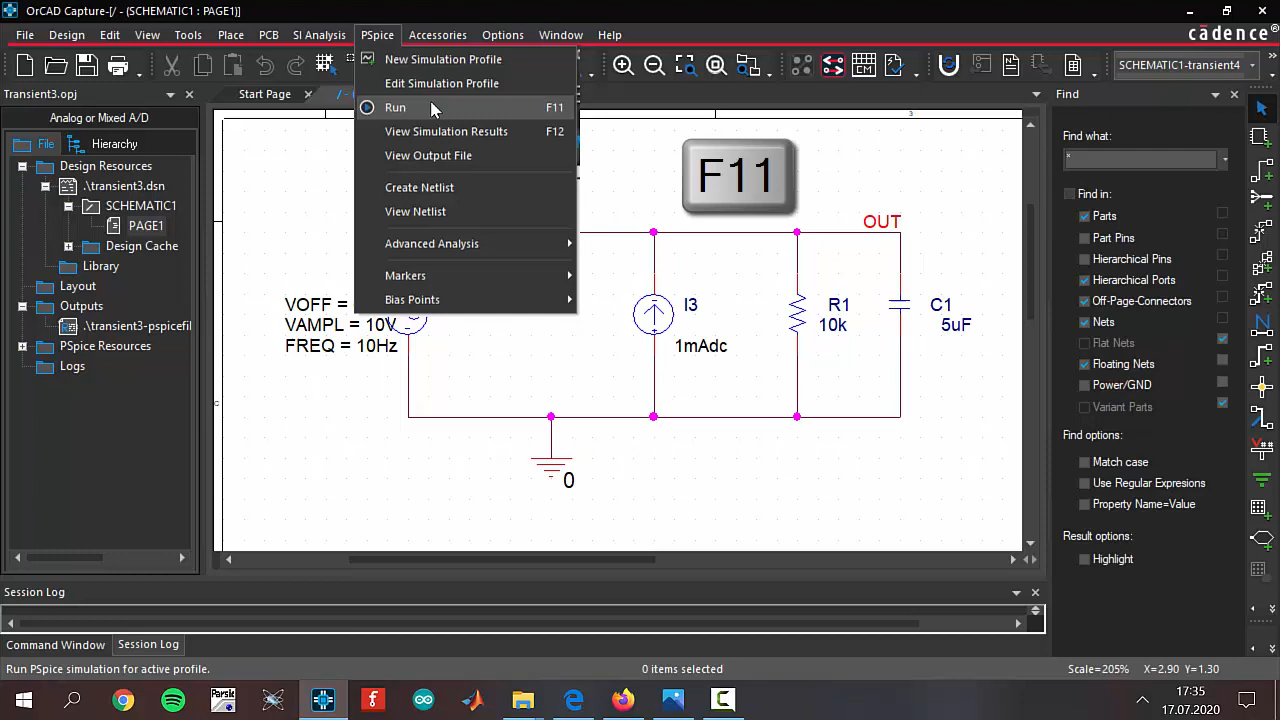 OrCAD Capture-[/ - (SCHEMATIC1 : PAGE1)]
File Design Edit View Tools Place PCB SI Analysis PSpice Accessories Options Window Help
cādence
SCHEMATIC1-transient4
Transient3.opj
Start Page
Analog or Mixed A/D
File Hierarchy
Design Resources
.\transient3.dsn
SCHEMATIC1
PAGE1
Design Cache
Library
Layout
Outputs
.\transient3-pspicefil
PSpice Resources
Logs
New Simulation Profile
Edit Simulation Profile
Run F11
View Simulation Results F12
View Output File
Create Netlist
View Netlist
Advanced Analysis
Markers
Bias Points
F11
3
OUT
VOFF =
VAMPL = 10V
FREQ = 10Hz
I3
1mAdc
R1
10k
C1
5uF
0
C
Find
Find what:
*
Find in:
Parts
Part Pins
Hierarchical Pins
Hierarchical Ports
Off-Page-Connectors
Nets
Flat Nets
Floating Nets
Power/GND
Variant Parts
Find options:
Match case
Use Regular Expresions
Property Name=Value
Result options:
Highlight
Session Log
Command Window Session Log
Run PSpice simulation for active profile. 0 items selected Scale=205% X=2.90 Y=1.30
17:35
17.07.2020